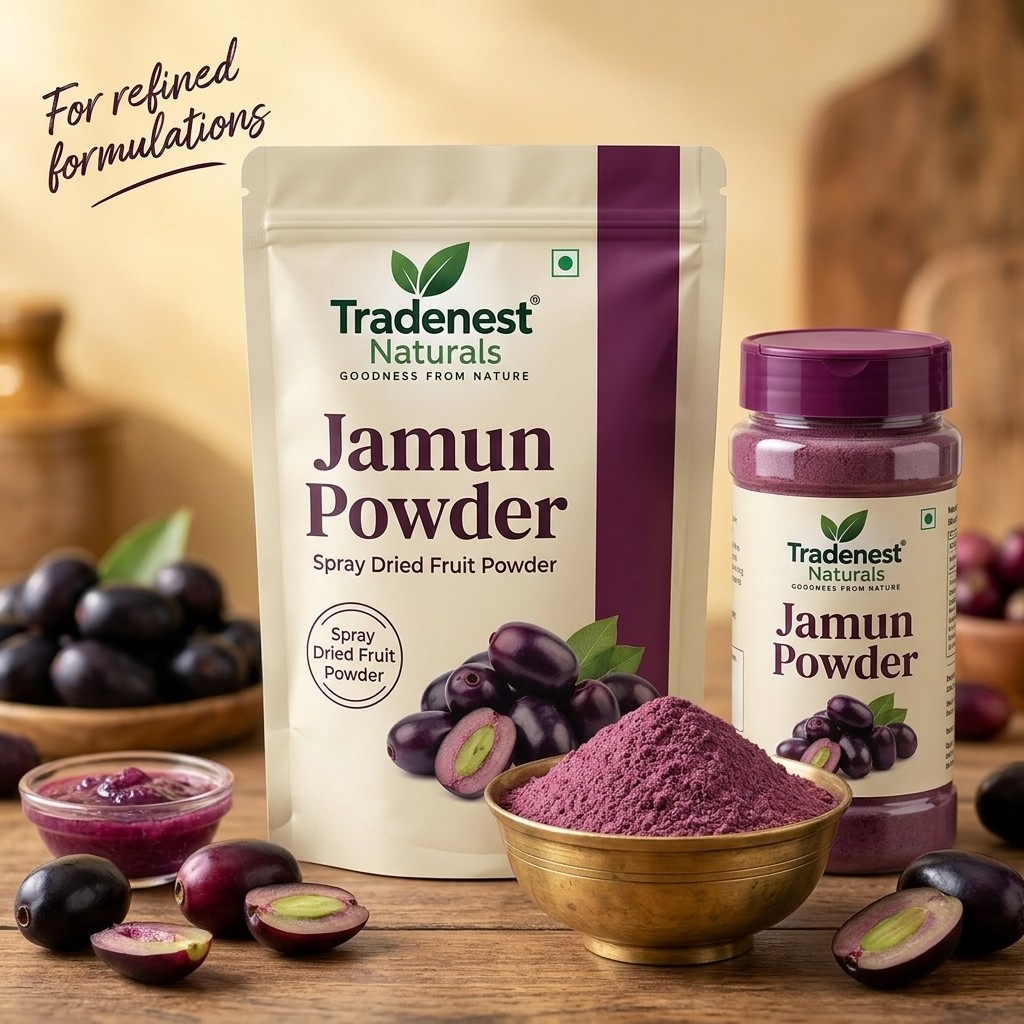 For refined
formulations
Tradenest®
Naturals
GOODNESS FROM NATURE
Jamun
Powder
Spray Dried Fruit Powder
Spray
Dried Fruit
Powder
Tradenest®
Naturals
GOODNEES FROM NATURE
Jamun
Powder